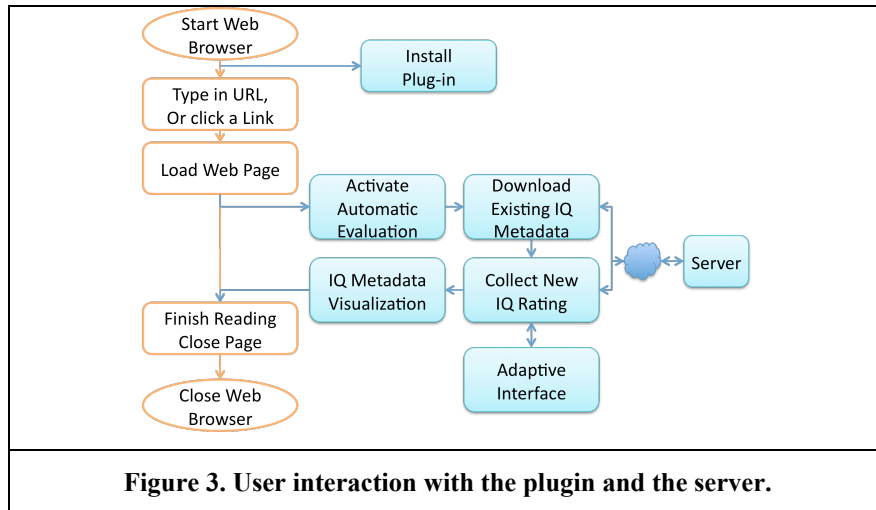 Start Web
Browser
Install
Plug-in
Type in URL,
Or click a Link
Load Web Page
Activate
Automatic
Evaluation
Download
Existing IQ
Metadata
Server
IQ Metadata
Visualization
Collect New
IQ Rating
Finish Reading
Close Page
Adaptive
Interface
Close Web
Browser
Figure 3. User interaction with the plugin and the server.